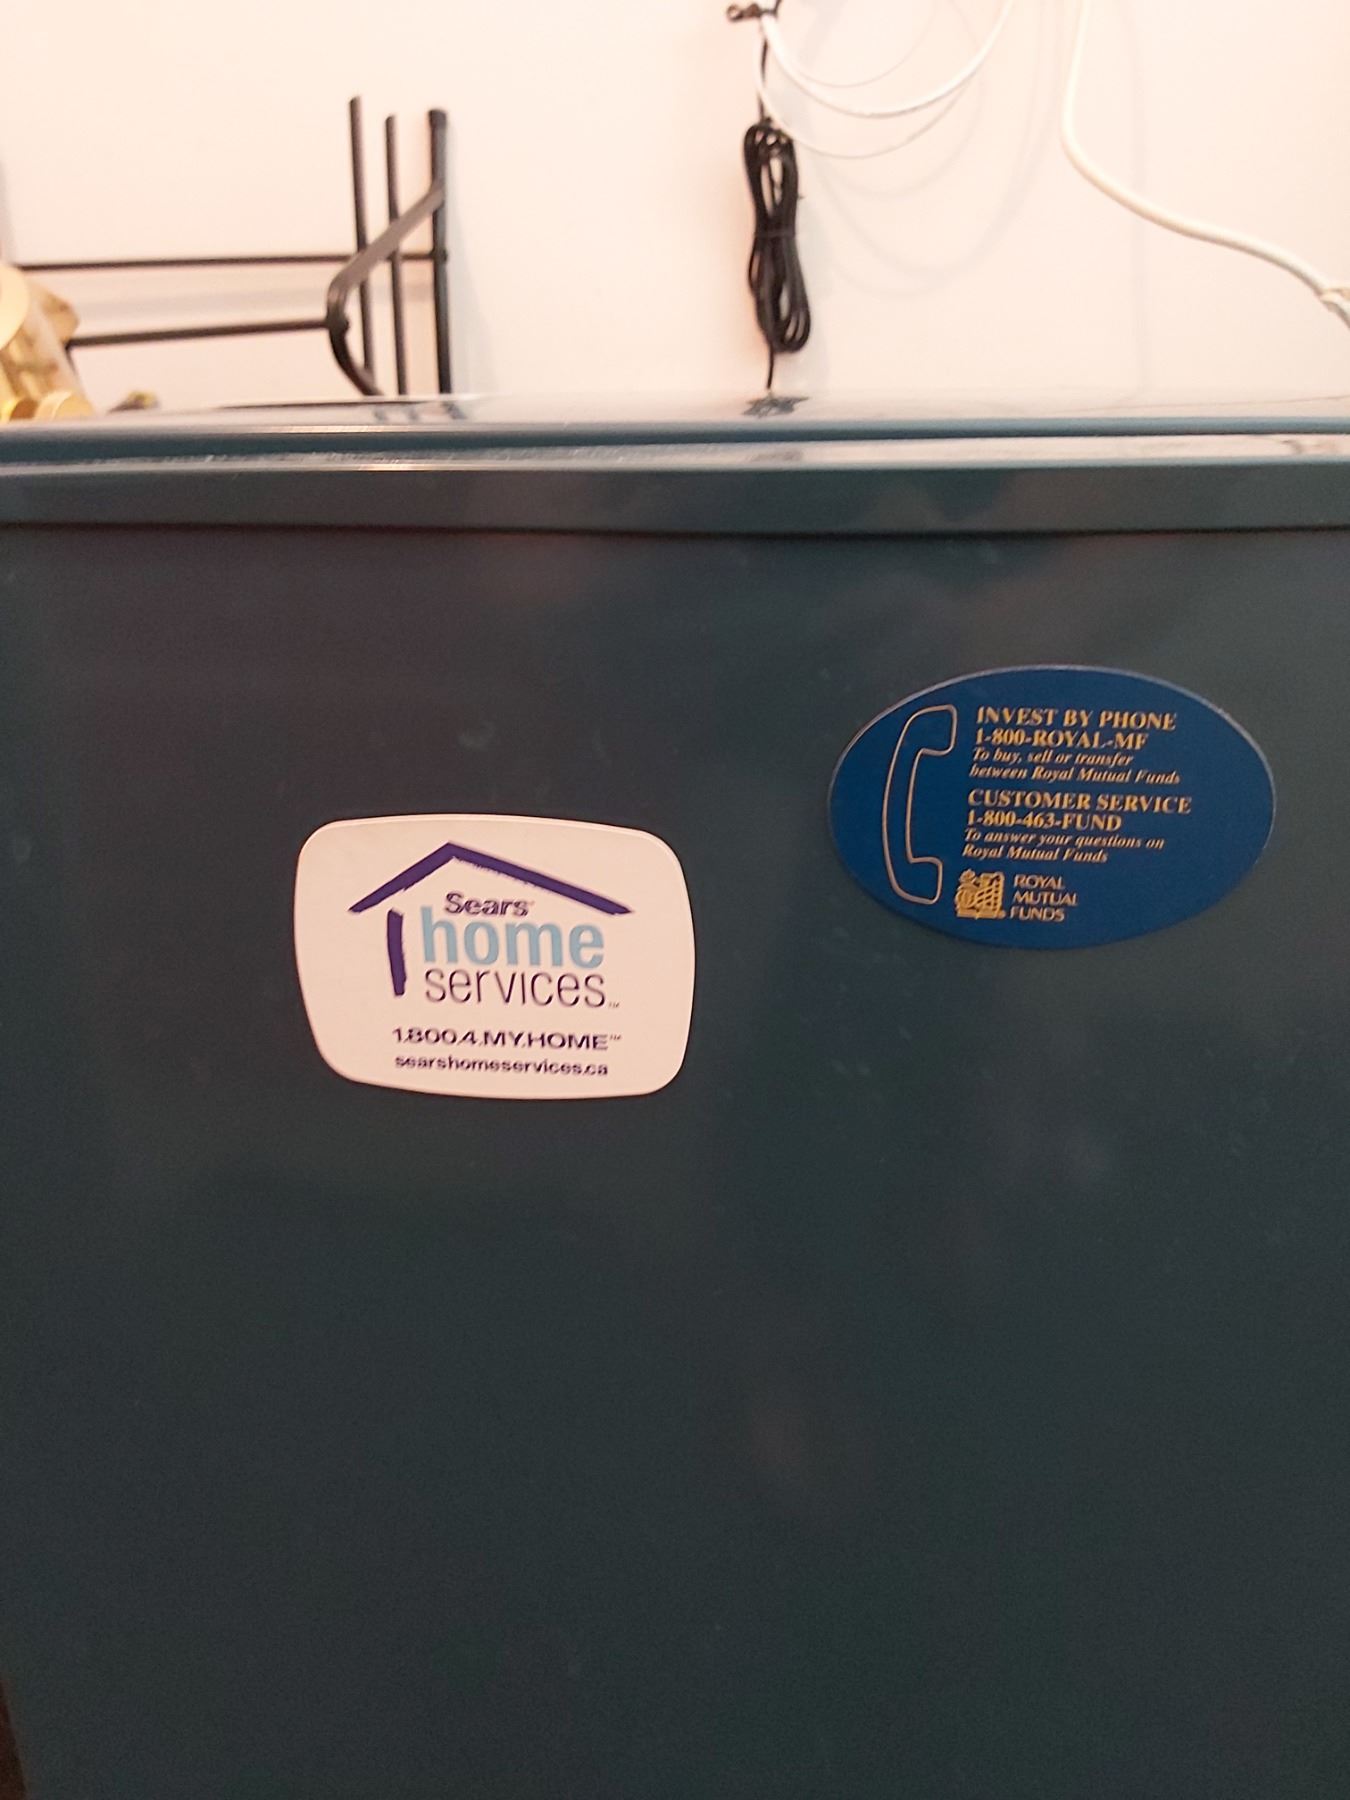 INVEST BY PHONE
1-800-ROYAL-MF
To buy, sell or transfer
between Royal Mutual Funds
CUSTOMER SERVICE
1-800-463-FUND
To answer your questions on
Royal Mutual Funds
ROYAL
MUTUAL
FUNDS
Sears
home
services™
1.800.4.MY.HOME™
searshomeservices.ca